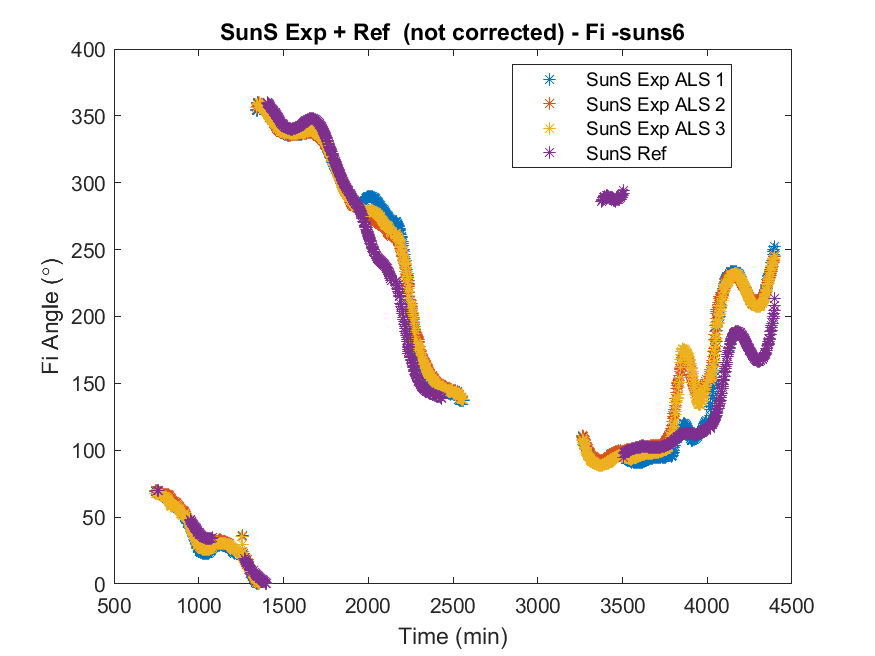 SunS Exp + Ref  (not corrected) - Fi -suns6
400
350
300
250
200
150
100
50
0
Fi Angle (°)
SunS Exp ALS 1
SunS Exp ALS 2
SunS Exp ALS 3
SunS Ref
500 1000 1500 2000 2500 3000 3500 4000 4500
Time (min)